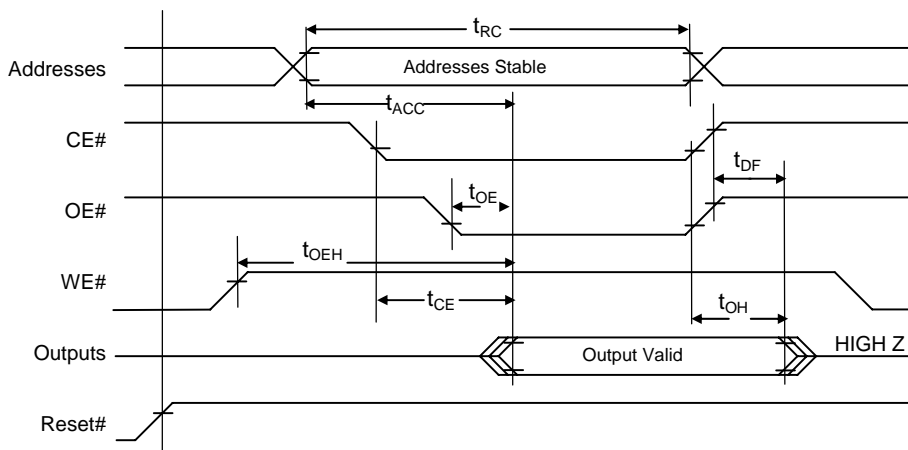 tRC
Addresses
Addresses Stable
tACC
CE#
tDF
tOE
OE#
tOEH
WE#
tCE
tOH
Outputs
Output Valid
HIGH Z
Reset#